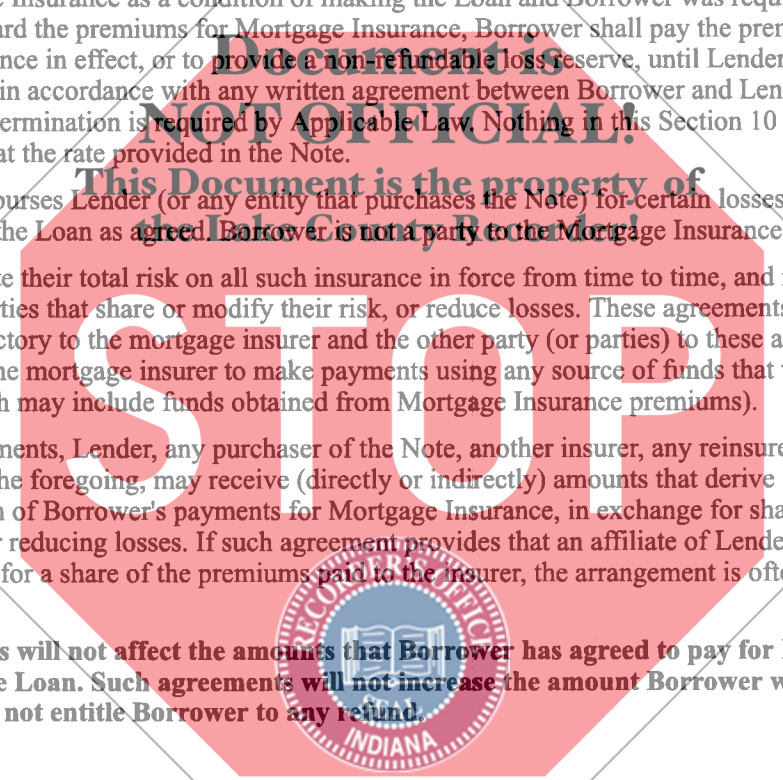 Insurance as a condition of making the Loan and Borrower was requ
ard the premiums for Mortgage Insurance, Borrower shall pay the prem
Document is
nce in effect, or to provide a non-refundable loss reserve, until Lender
in accordance with any written agreement between Borrower and Len
NOT OFFICIAL!
ermination is required by Applicable Law. Nothing in this Section 10
at the rate provided in the Note.
This Document is the property of
ourses Lender (or any entity that purchases the Note) for certain losses
the Lake County Recorder!
he Loan as agreed. Borrower is not a party to the Mortgage Insurance
te their total risk on all such insurance in force from time to time, and
ties that share or modify their risk, or reduce losses. These agreements
ctory to the mortgage insurer and the other party (or parties) to these a
he mortgage insurer to make payments using any source of funds that
h may include funds obtained from Mortgage Insurance premiums).
STOP
ments, Lender, any purchaser of the Note, another insurer, any reinsure
he foregoing, may receive (directly or indirectly) amounts that derive
n of Borrower's payments for Mortgage Insurance, in exchange for sha
r reducing losses. If such agreement provides that an affiliate of Lende
for a share of the premiums paid to the insurer, the arrangement is ofte
RECORDER'S OFFICE
s will not affect the amounts that Borrower has agreed to pay for
e Loan. Such agreements will not increase the amount Borrower w
not entitle Borrower to any refund.
SEAL
INDIANA